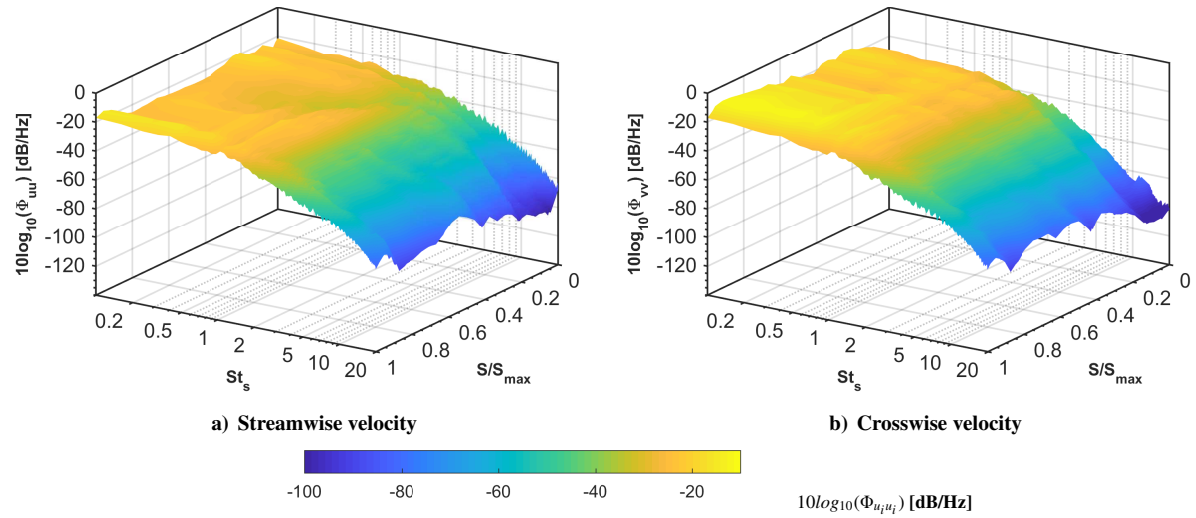 0
-20
-40
-60
-80
-100
-120
10log10(Φuu) [dB/Hz]
0.2 0.5 1 2 5 10 20
Sts
1 0.8 0.6 0.4 0.2 0
S/Smax
a) Streamwise velocity
0
-20
-40
-60
-80
-100
-120
10log10(Φvv) [dB/Hz]
0.2 0.5 1 2 5 10 20
Sts
1 0.8 0.6 0.4 0.2 0
S/Smax
b) Crosswise velocity
-100 -80 -60 -40 -20
10log10(Φuiui) [dB/Hz]